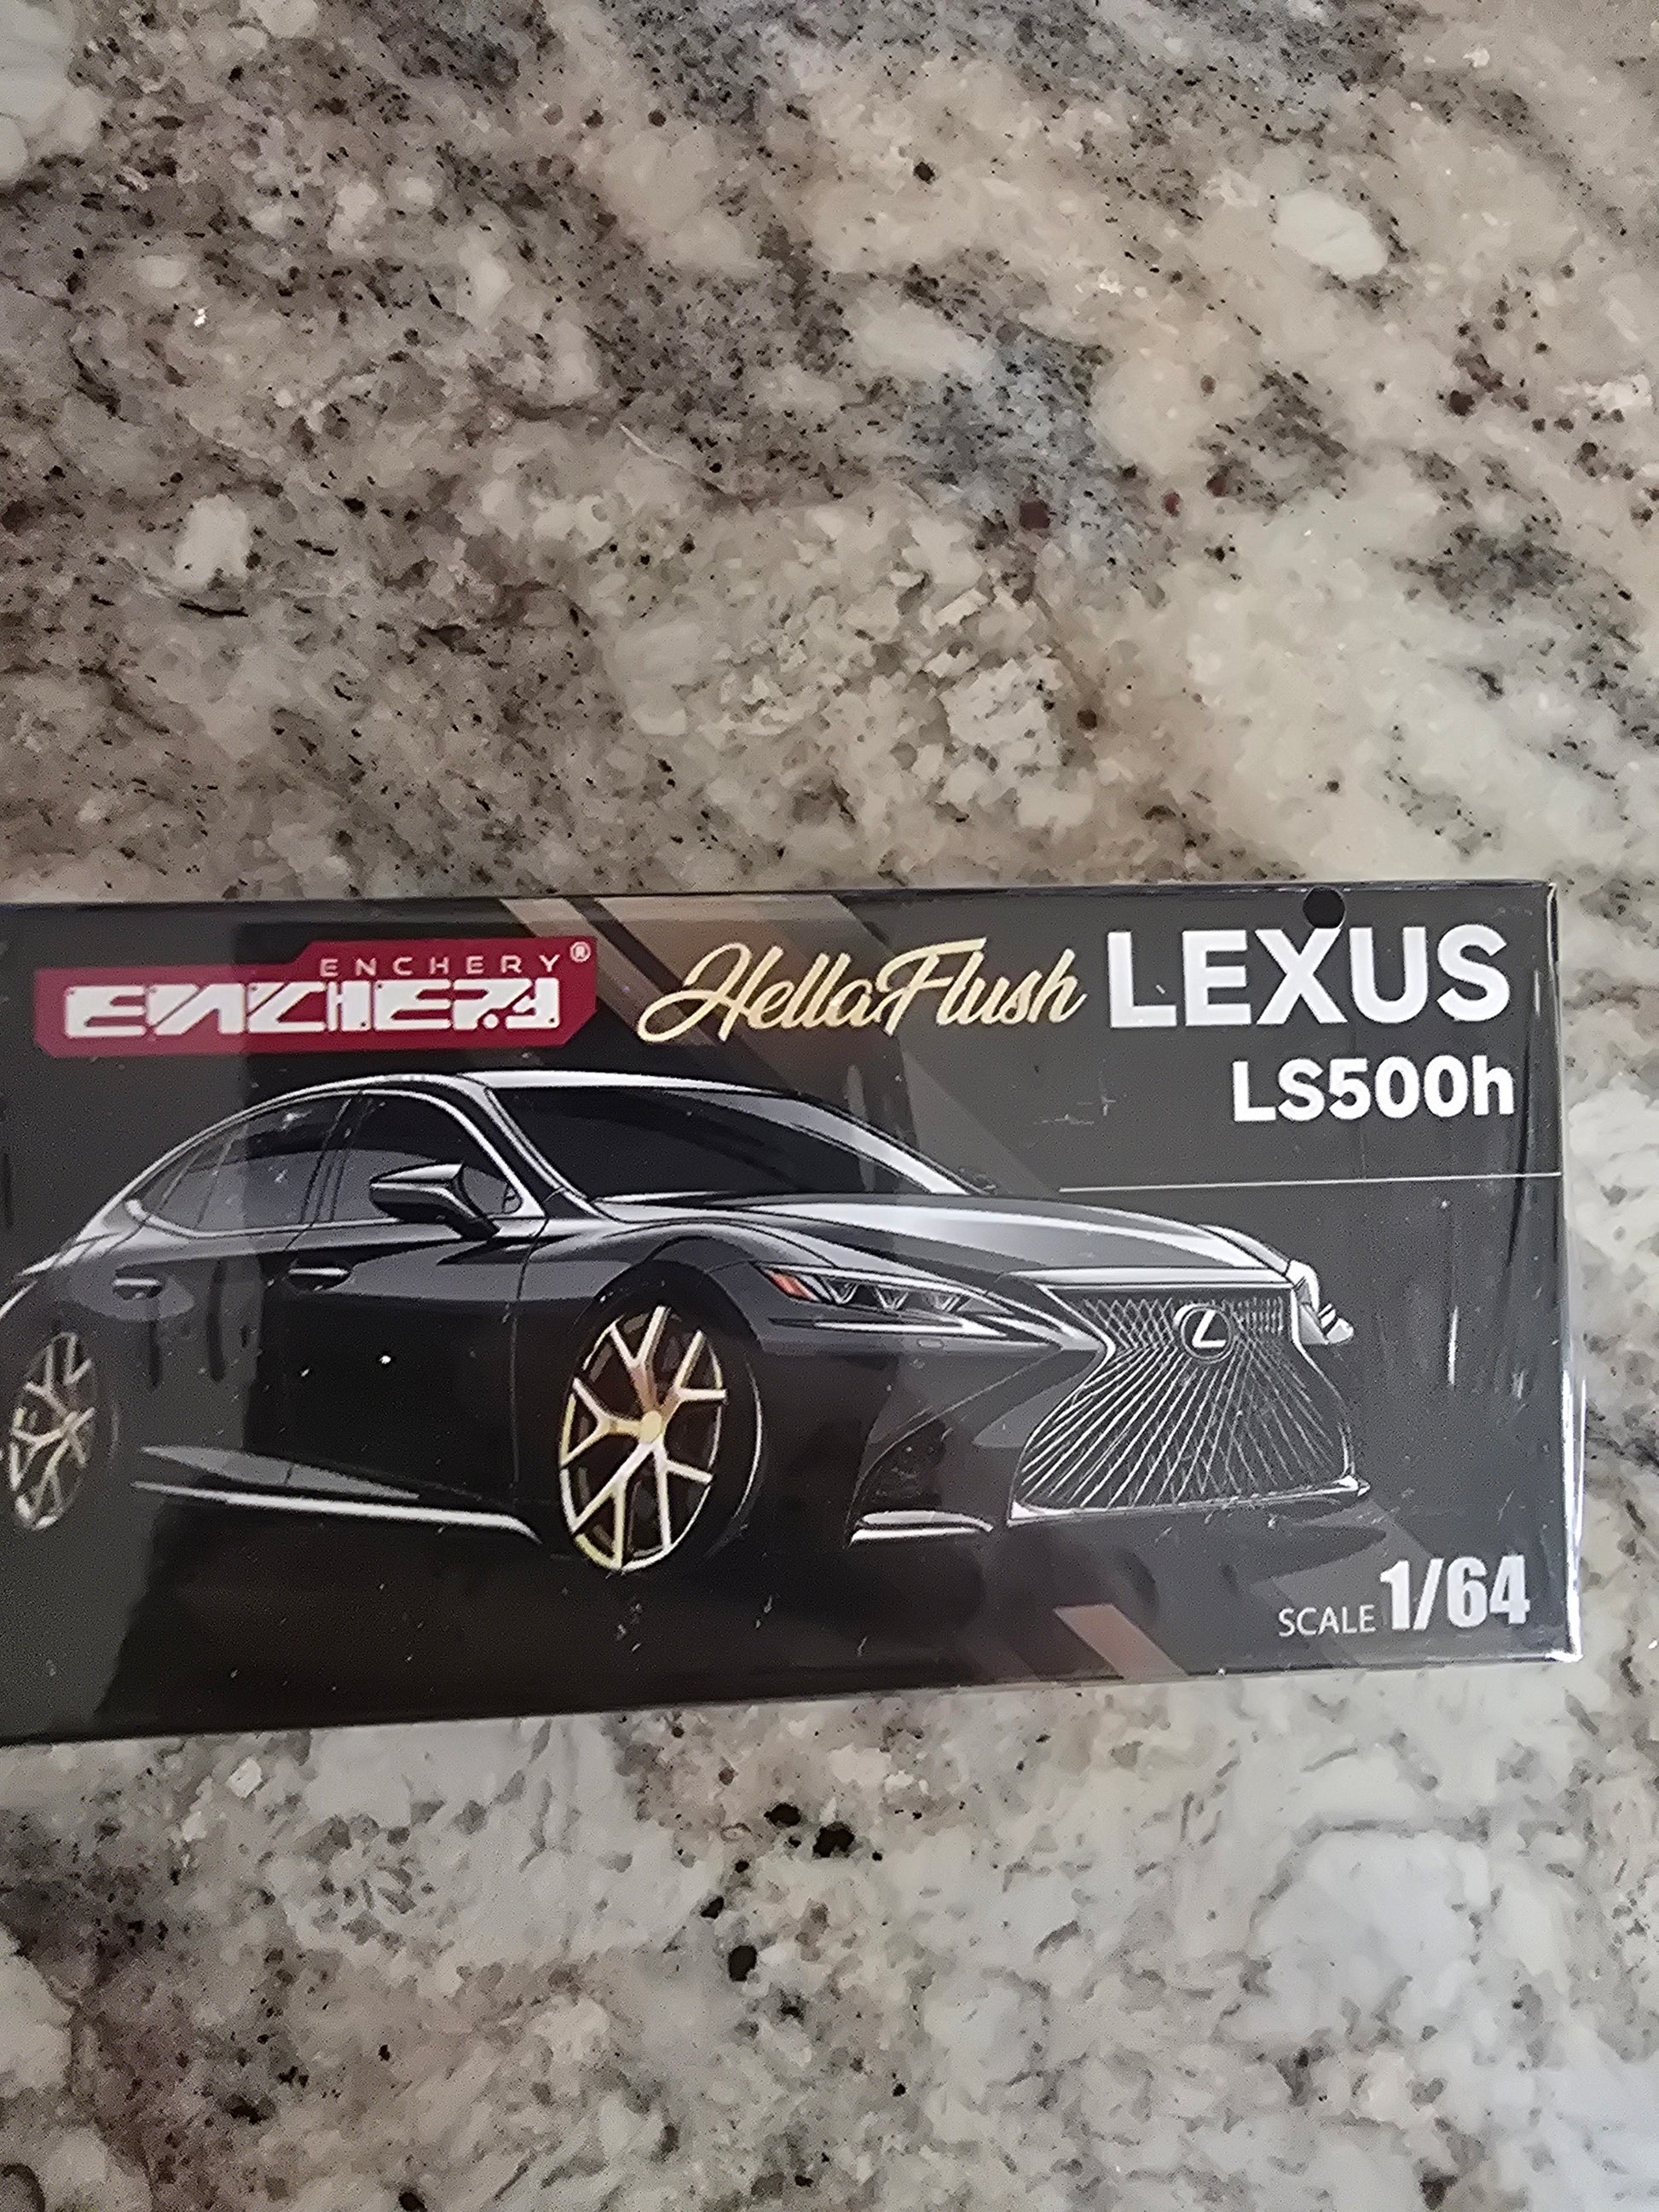 ENCHERY®
ENCHERY
HellaFlush
LEXUS
LS500h
SCALE 1/64